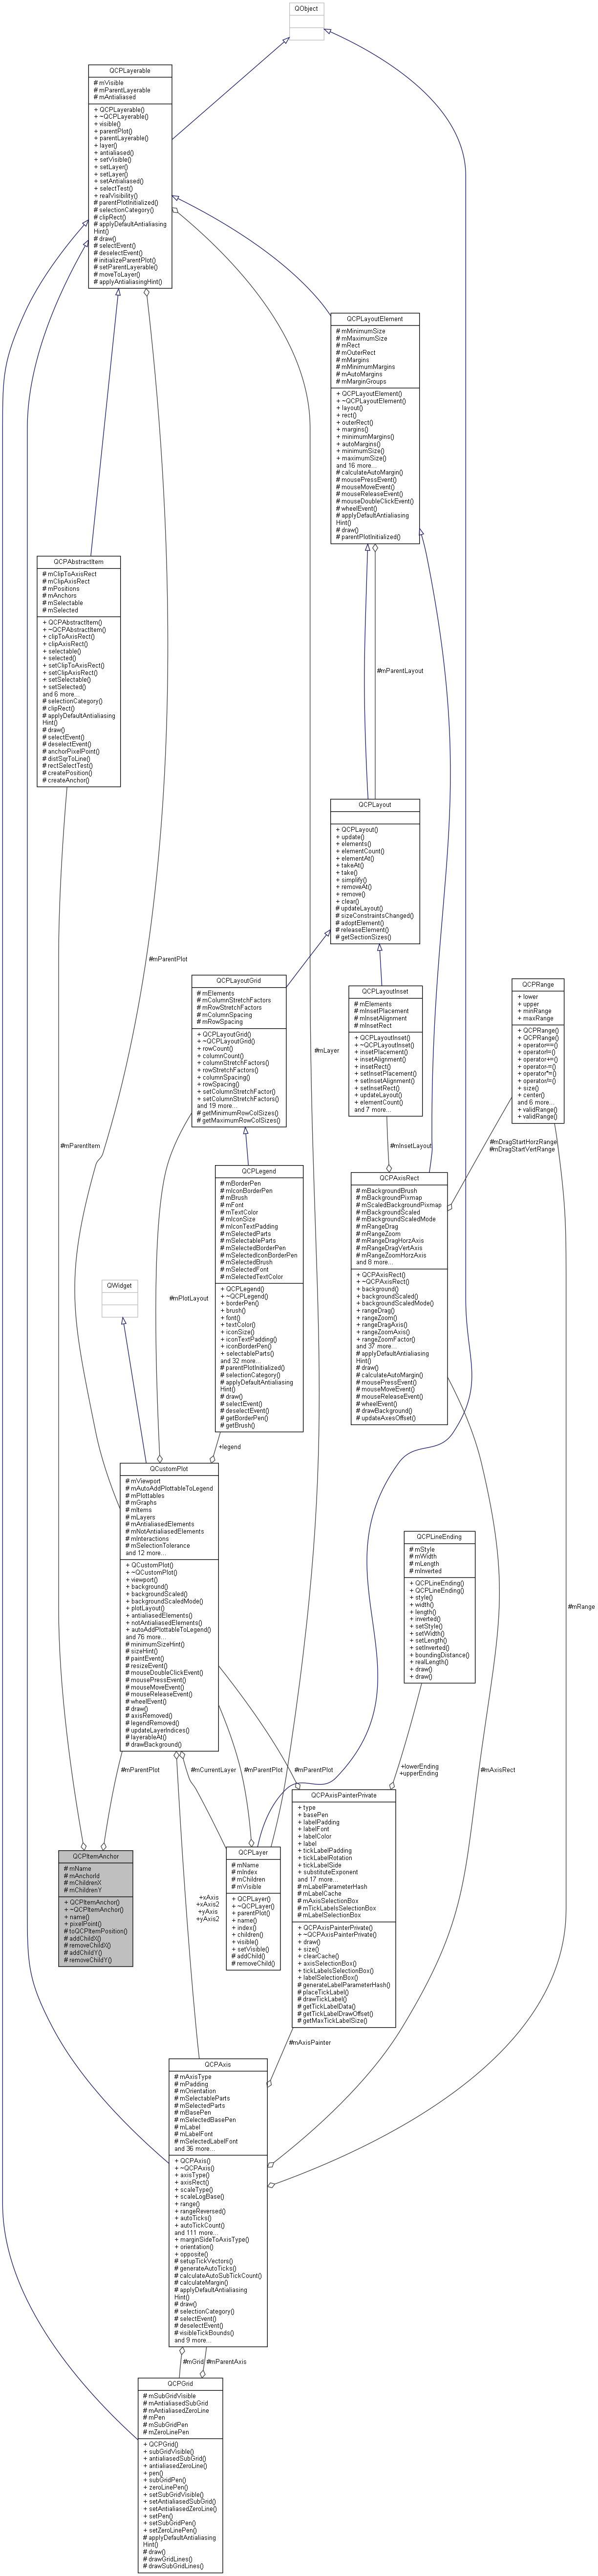 QObject
QCPLayerable
# mVisible
# mParentLayerable
# mAntialiased
+ QCPLayerable()
+ ~QCPLayerable()
+ visible()
+ parentPlot()
+ parentLayerable()
+ layer()
+ antialiased()
+ setVisible()
+ setLayer()
+ setLayer()
+ setAntialiased()
+ selectTest()
+ realVisibility()
# parentPlotInitialized()
# selectionCategory()
# clipRect()
# applyDefaultAntialiasing
Hint()
# draw()
# selectEvent()
# deselectEvent()
# initializeParentPlot()
# setParentLayerable()
# moveToLayer()
# applyAntialiasingHint()
QCPLayoutElement
# mMinimumSize
# mMaximumSize
# mRect
# mOuterRect
# mMargins
# mMinimumMargins
# mAutoMargins
# mMarginGroups
+ QCPLayoutElement()
+ ~QCPLayoutElement()
+ layout()
+ rect()
+ outerRect()
+ margins()
+ minimumMargins()
+ autoMargins()
+ minimumSize()
+ maximumSize()
and 16 more...
# calculateAutoMargin()
# mousePressEvent()
# mouseMoveEvent()
# mouseReleaseEvent()
# mouseDoubleClickEvent()
# wheelEvent()
# applyDefaultAntialiasing
Hint()
# draw()
# parentPlotInitialized()
QCPAbstractItem
# mClipToAxisRect
# mClipAxisRect
# mPositions
# mAnchors
# mSelectable
# mSelected
+ QCPAbstractItem()
+ ~QCPAbstractItem()
+ clipToAxisRect()
+ clipAxisRect()
+ selectable()
+ selected()
+ setClipToAxisRect()
+ setClipAxisRect()
+ setSelectable()
+ setSelected()
and 6 more...
# selectionCategory()
# clipRect()
# applyDefaultAntialiasing
Hint()
# draw()
# selectEvent()
# deselectEvent()
# anchorPixelPoint()
# distSqrToLine()
# rectSelectTest()
# createPosition()
# createAnchor()
#mParentLayout
QCPLayout
+ QCPLayout()
+ update()
+ elements()
+ elementCount()
+ elementAt()
+ takeAt()
+ take()
+ simplify()
+ removeAt()
+ remove()
+ clear()
# updateLayout()
# sizeConstraintsChanged()
# adoptElement()
# releaseElement()
# getSectionSizes()
#mParentPlot
QCPLayoutGrid
# mElements
# mColumnStretchFactors
# mRowStretchFactors
# mColumnSpacing
# mRowSpacing
+ QCPLayoutGrid()
+ ~QCPLayoutGrid()
+ rowCount()
+ columnCount()
+ columnStretchFactors()
+ rowStretchFactors()
+ columnSpacing()
+ rowSpacing()
+ setColumnStretchFactor()
+ setColumnStretchFactors()
and 19 more...
# getMinimumRowColSizes()
# getMaximumRowColSizes()
QCPLayoutInset
# mElements
# mInsetPlacement
# mInsetAlignment
# mInsetRect
+ QCPLayoutInset()
+ ~QCPLayoutInset()
+ insetPlacement()
+ insetAlignment()
+ insetRect()
+ setInsetPlacement()
+ setInsetAlignment()
+ setInsetRect()
+ updateLayout()
+ elementCount()
and 7 more...
QCPRange
+ lower
+ upper
+ minRange
+ maxRange
+ QCPRange()
+ QCPRange()
+ operator==()
+ operator!=()
+ operator+=()
+ operator-=()
+ operator*=()
+ operator/=()
+ size()
+ center()
and 6 more...
+ validRange()
+ validRange()
#mLayer
#mParentItem
#mInsetLayout
#mDragStartHorzRange
#mDragStartVertRange
QCPLegend
# mBorderPen
# mIconBorderPen
# mBrush
# mFont
# mTextColor
# mIconSize
# mIconTextPadding
# mSelectedParts
# mSelectableParts
# mSelectedBorderPen
# mSelectedIconBorderPen
# mSelectedBrush
# mSelectedFont
# mSelectedTextColor
+ QCPLegend()
+ ~QCPLegend()
+ borderPen()
+ brush()
+ font()
+ textColor()
+ iconSize()
+ iconTextPadding()
+ iconBorderPen()
+ selectableParts()
and 32 more...
# parentPlotInitialized()
# selectionCategory()
# applyDefaultAntialiasing
Hint()
# draw()
# selectEvent()
# deselectEvent()
# getBorderPen()
# getBrush()
QCPAxisRect
# mBackgroundBrush
# mBackgroundPixmap
# mScaledBackgroundPixmap
# mBackgroundScaled
# mBackgroundScaledMode
# mRangeDrag
# mRangeZoom
# mRangeDragHorzAxis
# mRangeDragVertAxis
# mRangeZoomHorzAxis
and 8 more...
+ QCPAxisRect()
+ ~QCPAxisRect()
+ background()
+ backgroundScaled()
+ backgroundScaledMode()
+ rangeDrag()
+ rangeZoom()
+ rangeDragAxis()
+ rangeZoomAxis()
+ rangeZoomFactor()
and 37 more...
# applyDefaultAntialiasing
Hint()
# draw()
# calculateAutoMargin()
# mousePressEvent()
# mouseMoveEvent()
# mouseReleaseEvent()
# wheelEvent()
# drawBackground()
# updateAxesOffset()
QWidget
#mPlotLayout
+legend
#mRange
QCustomPlot
# mViewport
# mAutoAddPlottableToLegend
# mPlottables
# mGraphs
# mItems
# mLayers
# mAntialiasedElements
# mNotAntialiasedElements
# mInteractions
# mSelectionTolerance
and 12 more...
+ QCustomPlot()
+ ~QCustomPlot()
+ viewport()
+ background()
+ backgroundScaled()
+ backgroundScaledMode()
+ plotLayout()
+ antialiasedElements()
+ notAntialiasedElements()
+ autoAddPlottableToLegend()
and 76 more...
# minimumSizeHint()
# sizeHint()
# paintEvent()
# resizeEvent()
# mouseDoubleClickEvent()
# mousePressEvent()
# mouseMoveEvent()
# mouseReleaseEvent()
# wheelEvent()
# draw()
# axisRemoved()
# legendRemoved()
# updateLayerIndices()
# layerableAt()
# drawBackground()
QCPLineEnding
# mStyle
# mWidth
# mLength
# mInverted
+ QCPLineEnding()
+ QCPLineEnding()
+ style()
+ width()
+ length()
+ inverted()
+ setStyle()
+ setWidth()
+ setLength()
+ setInverted()
+ boundingDistance()
+ realLength()
+ draw()
+ draw()
#mParentPlot
#mCurrentLayer
#mParentPlot
#mParentPlot
+lowerEnding
+upperEnding
#mAxisRect
QCPItemAnchor
# mName
# mAnchorId
# mChildrenX
# mChildrenY
+ QCPItemAnchor()
+ ~QCPItemAnchor()
+ name()
+ pixelPoint()
# toQCPItemPosition()
# addChildX()
# removeChildX()
# addChildY()
# removeChildY()
QCPLayer
# mName
# mIndex
# mChildren
# mVisible
+ QCPLayer()
+ ~QCPLayer()
+ parentPlot()
+ name()
+ index()
+ children()
+ visible()
+ setVisible()
# addChild()
# removeChild()
QCPAxisPainterPrivate
+ type
+ basePen
+ labelPadding
+ labelFont
+ labelColor
+ label
+ tickLabelPadding
+ tickLabelRotation
+ tickLabelSide
+ substituteExponent
and 17 more...
# mLabelParameterHash
# mLabelCache
# mAxisSelectionBox
# mTickLabelsSelectionBox
# mLabelSelectionBox
+ QCPAxisPainterPrivate()
+ ~QCPAxisPainterPrivate()
+ draw()
+ size()
+ clearCache()
+ axisSelectionBox()
+ tickLabelsSelectionBox()
+ labelSelectionBox()
# generateLabelParameterHash()
# placeTickLabel()
# drawTickLabel()
# getTickLabelData()
# getTickLabelDrawOffset()
# getMaxTickLabelSize()
+xAxis
+xAxis2
+yAxis
+yAxis2
#mAxisPainter
QCPAxis
# mAxisType
# mPadding
# mOrientation
# mSelectableParts
# mSelectedParts
# mBasePen
# mSelectedBasePen
# mLabel
# mLabelFont
# mSelectedLabelFont
and 36 more...
+ QCPAxis()
+ ~QCPAxis()
+ axisType()
+ axisRect()
+ scaleType()
+ scaleLogBase()
+ range()
+ rangeReversed()
+ autoTicks()
+ autoTickCount()
and 111 more...
+ marginSideToAxisType()
+ orientation()
+ opposite()
# setupTickVectors()
# generateAutoTicks()
# calculateAutoSubTickCount()
# calculateMargin()
# applyDefaultAntialiasing
Hint()
# draw()
# selectionCategory()
# selectEvent()
# deselectEvent()
# visibleTickBounds()
and 9 more...
#mGrid
#mParentAxis
QCPGrid
# mSubGridVisible
# mAntialiasedSubGrid
# mAntialiasedZeroLine
# mPen
# mSubGridPen
# mZeroLinePen
+ QCPGrid()
+ subGridVisible()
+ antialiasedSubGrid()
+ antialiasedZeroLine()
+ pen()
+ subGridPen()
+ zeroLinePen()
+ setSubGridVisible()
+ setAntialiasedSubGrid()
+ setAntialiasedZeroLine()
+ setPen()
+ setSubGridPen()
+ setZeroLinePen()
# applyDefaultAntialiasing
Hint()
# draw()
# drawGridLines()
# drawSubGridLines()